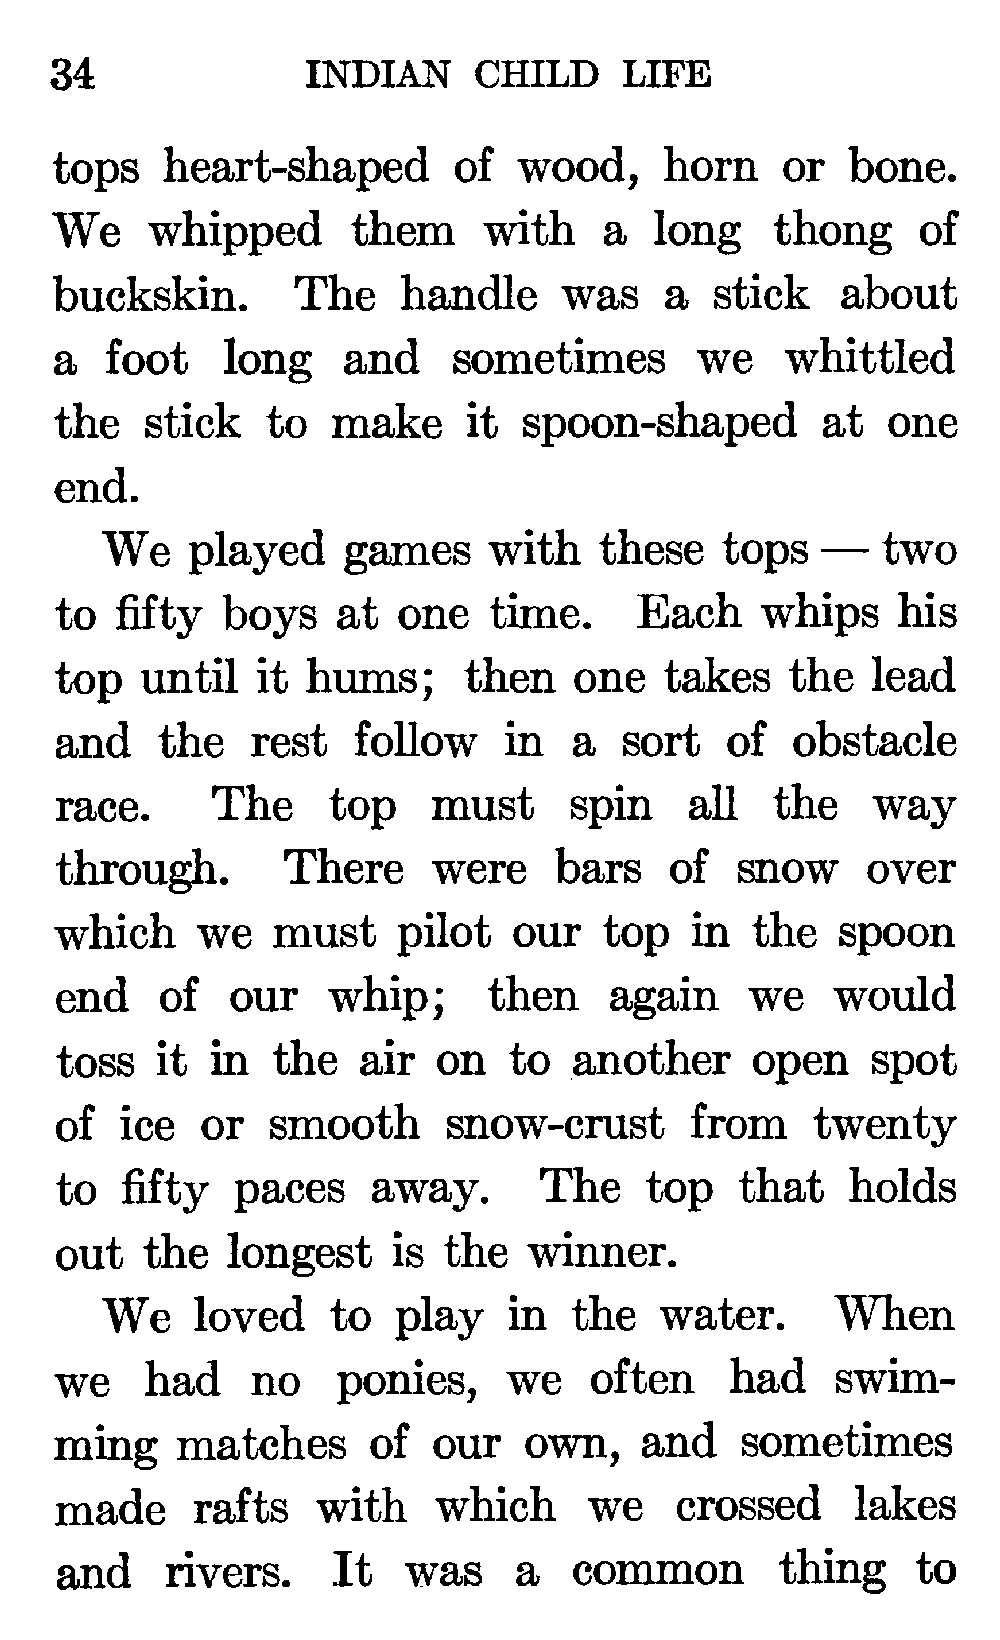 34 INDIAN CHILD LIFE
tops heart-shaped of wood, horn or bone.
We whipped them with a long thong of
buckskin. The handle was a stick about
a foot long and sometimes we whittled
the stick to make it spoon-shaped at one
end.
We played games with these tops — two
to fifty boys at one time. Each whips his
top until it hums; then one takes the lead
and the rest follow in a sort of obstacle
race. The top must spin all the way
through. There were bars of snow over
which we must pilot our top in the spoon
end of our whip; then again we would
toss it in the air on to another open spot
of ice or smooth snow-crust from twenty
to fifty paces away. The top that holds
out the longest is the winner.
We loved to play in the water. When
we had no ponies, we often had swim-
ming matches of our own, and sometimes
made rafts with which we crossed lakes
and rivers. It was a common thing to